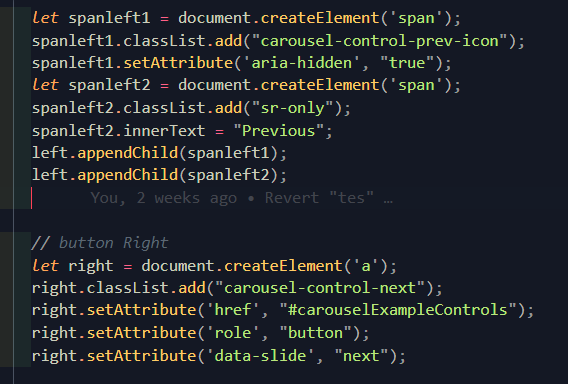 let spanleft1 = document.createElement('span');
spanleft1.classList.add("carousel-control-prev-icon");
spanleft1.setAttribute('aria-hidden', "true");
let spanleft2 = document.createElement('span');
spanleft2.classList.add("sr-only");
spanleft2.innerText = "Previous";
left.appendChild(spanleft1);
left.appendChild(spanleft2);
You, 2 weeks ago • Revert "tes" …
// button Right
let right = document.createElement('a');
right.classList.add("carousel-control-next");
right.setAttribute('href', "#carouselExampleControls");
right.setAttribute('role', "button");
right.setAttribute('data-slide', "next");